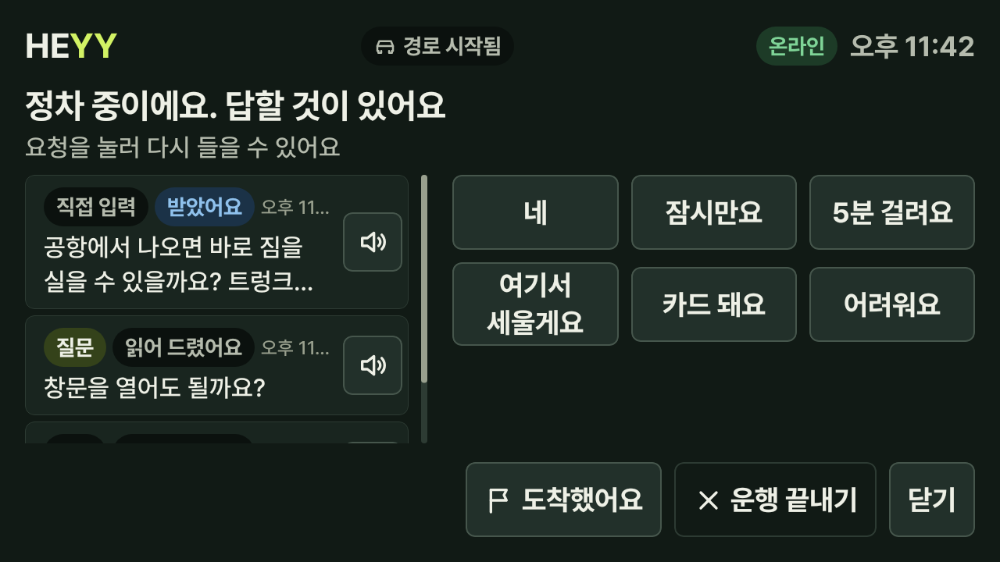 HEYY
경로 시작됨
온라인
오후 11:42
정차 중이에요. 답할 것이 있어요
요청을 눌러 다시 들을 수 있어요
직접 입력
받았어요
오후 11...
공항에서 나오면 바로 짐을
실을 수 있을까요? 트렁크...
질문
읽어 드렸어요
오후 11...
창문을 열어도 될까요?
네
잠시만요
5분 걸려요
여기서
세울게요
카드 돼요
어려워요
도착했어요
운행 끝내기
닫기